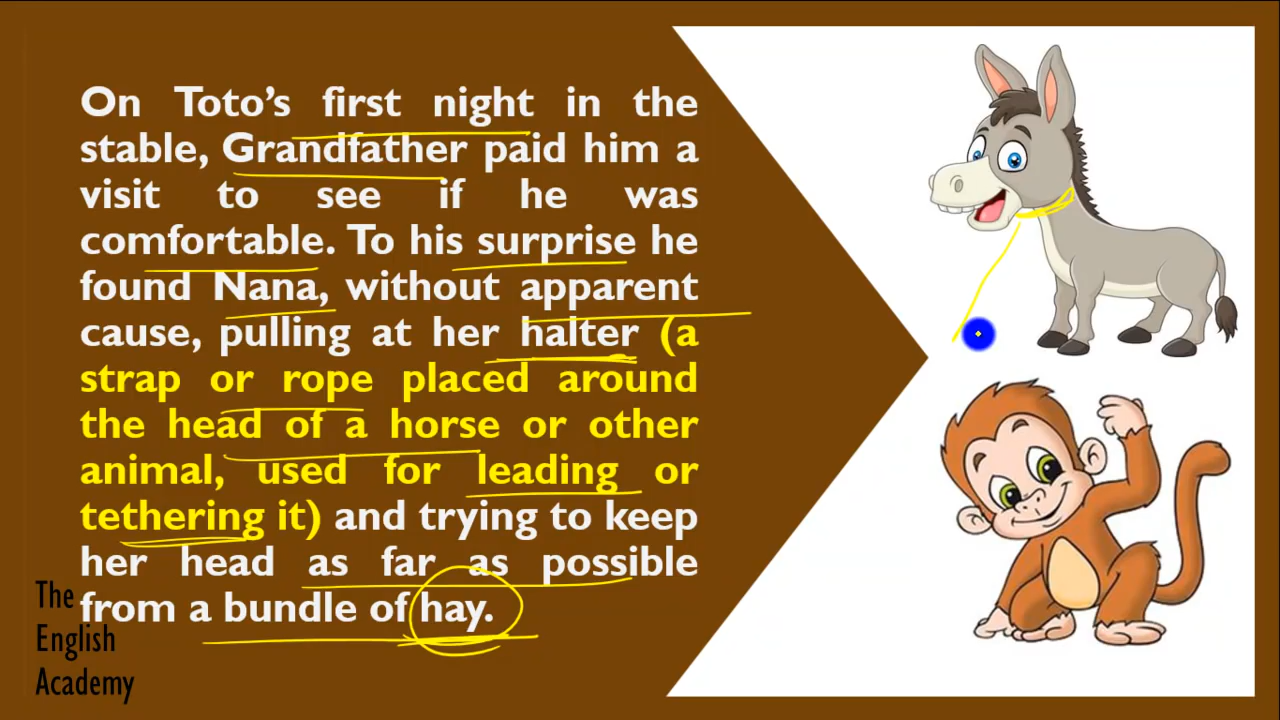 On Toto's first night in the
stable, Grandfather paid him a
visit to see if he was
comfortable. To his surprise he
found Nana, without apparent
cause, pulling at her halter (a
strap or rope placed around
the head of a horse or other
animal, used for leading or
tethering it) and trying to keep
her head as far as possible
from a bundle of hay.
The
English
Academy